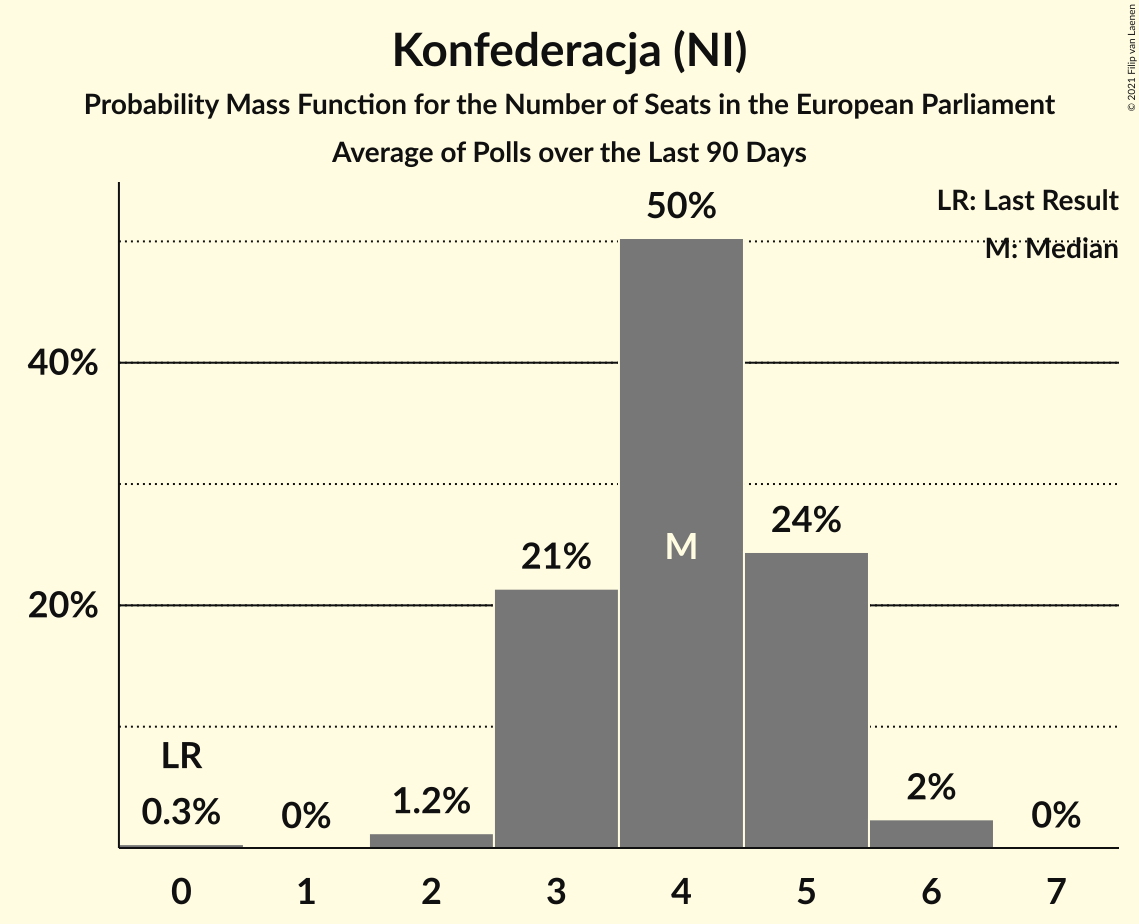 Konfederacja (NI)
Probability Mass Function for the Number of Seats in the European Parliament
Average of Polls over the Last 90 Days
© 2021 Filip van Laenen
LR: Last Result
M: Median
50%
40%
24%
M
21%
20%
LR
0.3%
0%
1.2%
2%
0%
0 1 2 3 4 5 6 7